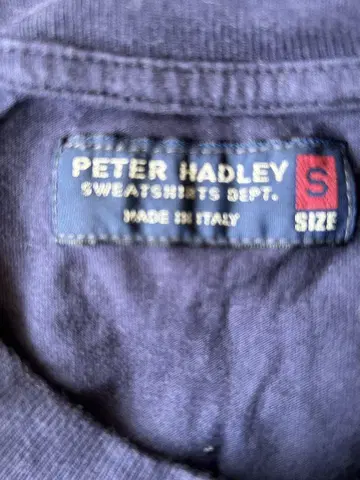 PETER HADLEY
SWEATSHIRTS DEPT.
MADE IN ITALY
S
SIZE